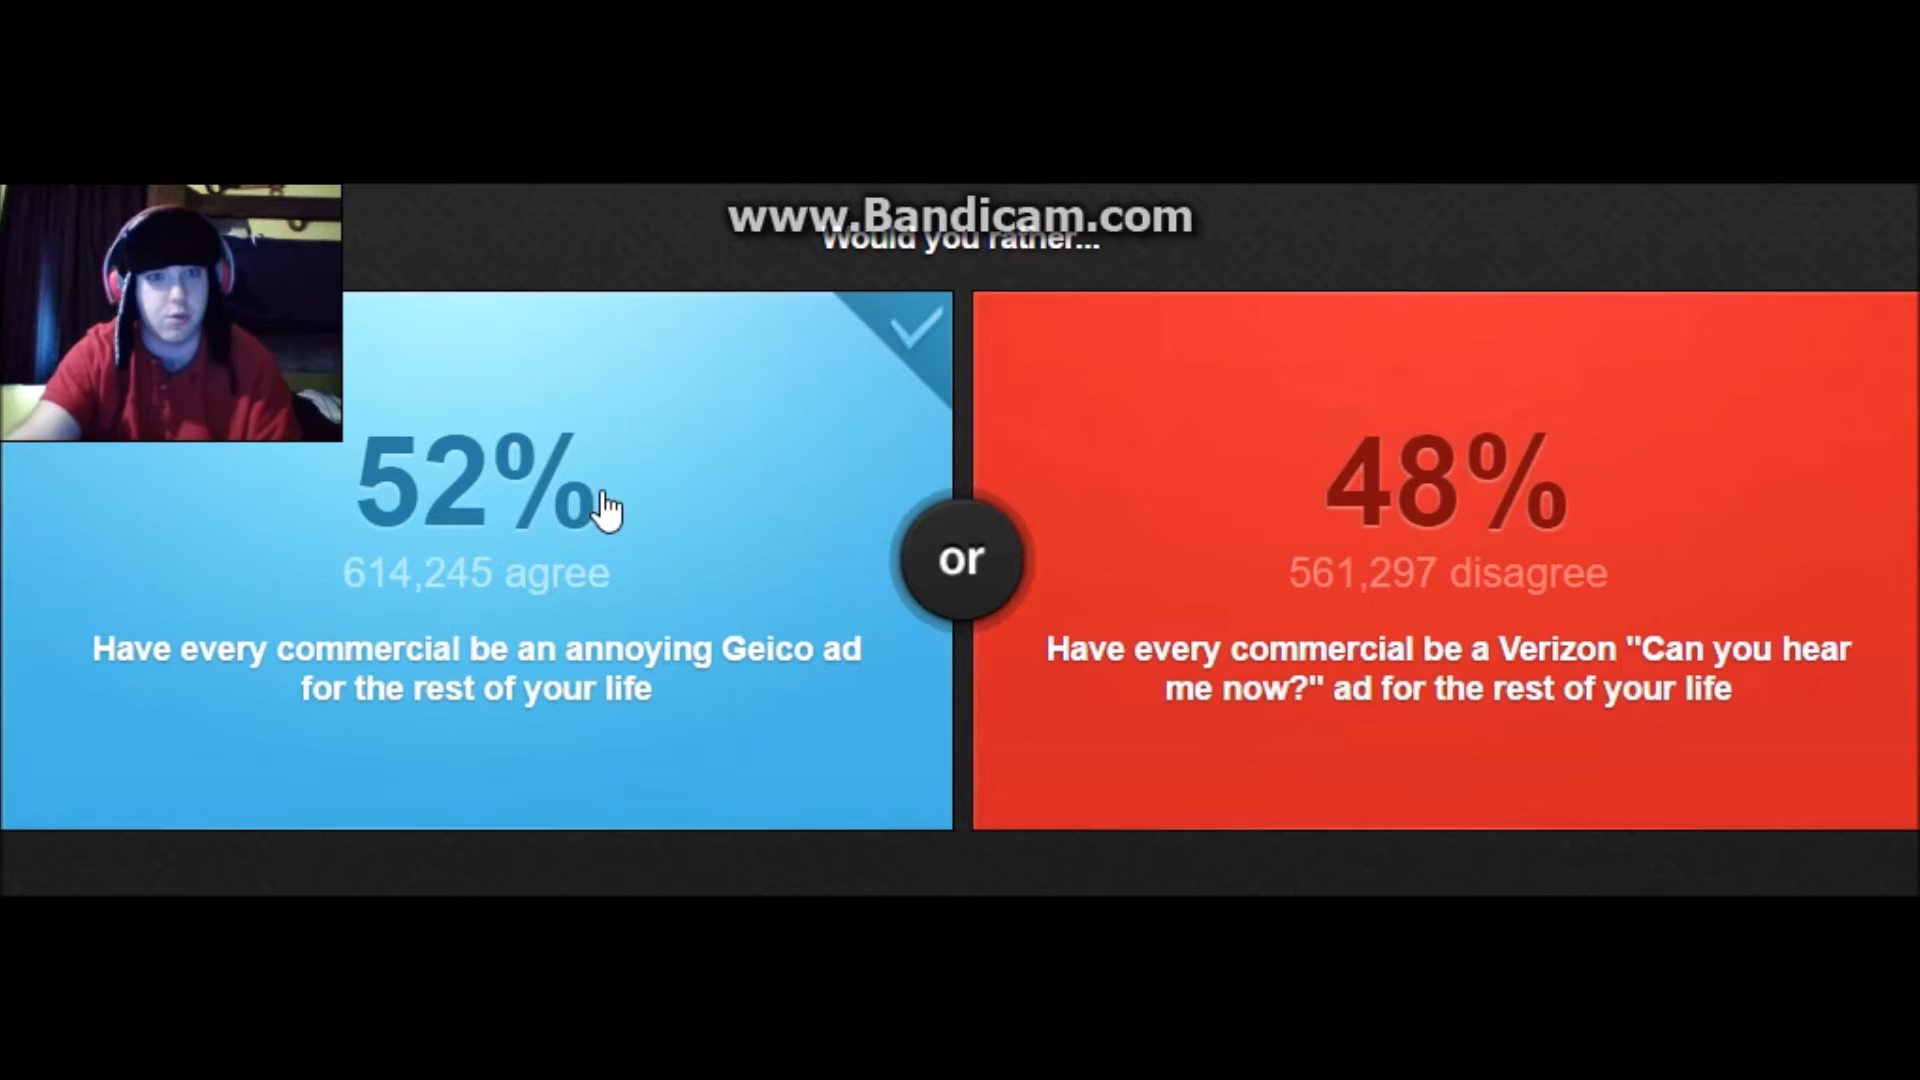 www.Bandicam.com
Would you rather...
52%
614,245 agree
Have every commercial be an annoying Geico ad
for the rest of your life
or
48%
561,297 disagree
Have every commercial be a Verizon "Can you hear
me now?" ad for the rest of your life